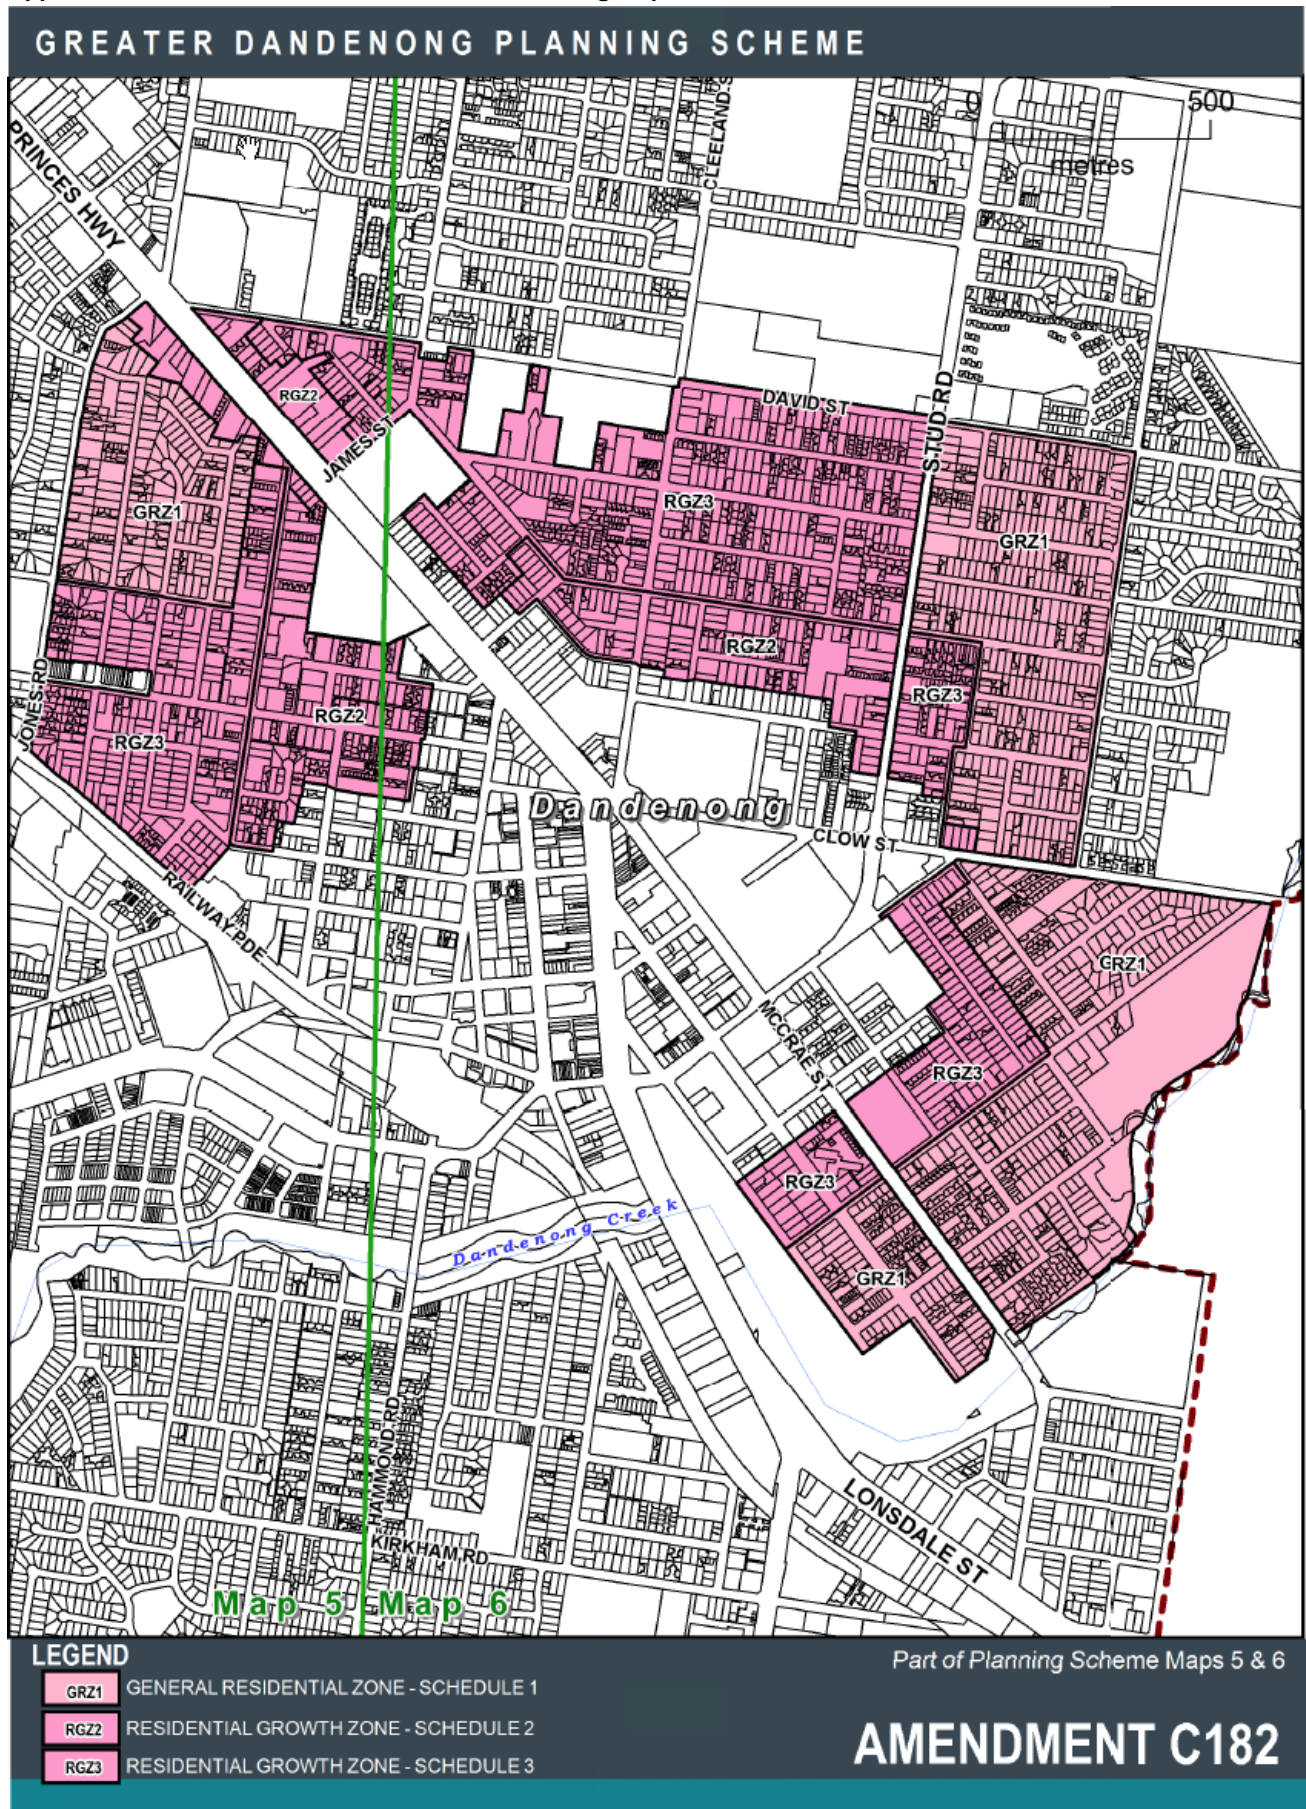 GREATER DANDENONG PLANNING SCHEME
0 500
metres
PRINCES HWY
CLEELAND S
DAVID ST
STUD RD
RGZ2
JAMES ST
GRZ1
RGZ3
GRZ1
RGZ2
RGZ3
JONES RD
RGZ2
RGZ3
Dandenong
CLOW ST
RAILWAY PDE
GRZ1
MCCRAE ST
RGZ3
RGZ3
Dandenong Creek
GRZ1
HAMMOND RD
LONSDALE ST
KIRKHAM RD
Map 5 Map 6
LEGEND
GRZ1 GENERAL RESIDENTIAL ZONE - SCHEDULE 1
RGZ2 RESIDENTIAL GROWTH ZONE - SCHEDULE 2
RGZ3 RESIDENTIAL GROWTH ZONE - SCHEDULE 3
Part of Planning Scheme Maps 5 & 6
AMENDMENT C182